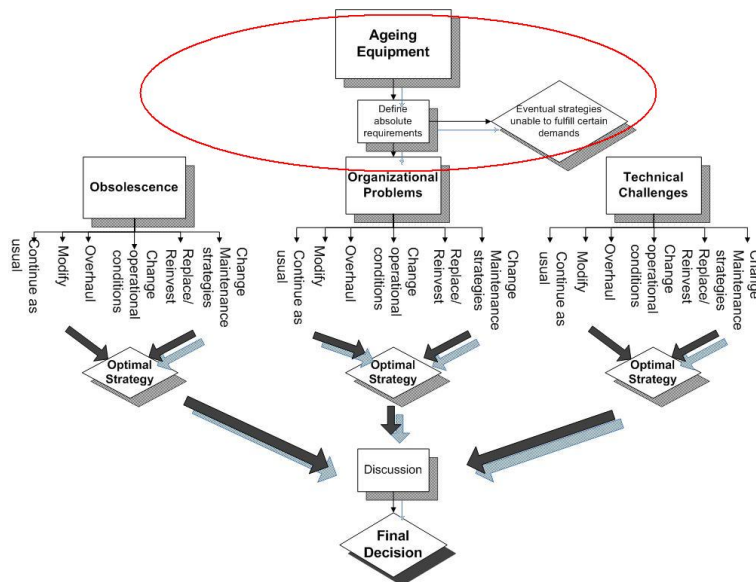 Ageing
Equipment
Define
absolute
requirements
Eventual strategies
unable to fulfill certain
demands
Obsolescence
Organizational
Problems
Technical
Challenges
Continue as
usual
Modify
Overhaul
Change
operational
conditions
Replace/
Reinvest
Change
Maintenance
strategies
Continue as
usual
Modify
Overhaul
Change
operational
conditions
Replace/
Reinvest
Change
Maintenance
strategies
Continue as
usual
Modify
Overhaul
Change
operational
conditions
Replace/
Reinvest
Change
Maintenance
strategies
Optimal
Strategy
Optimal
Strategy
Optimal
Strategy
Discussion
Final
Decision